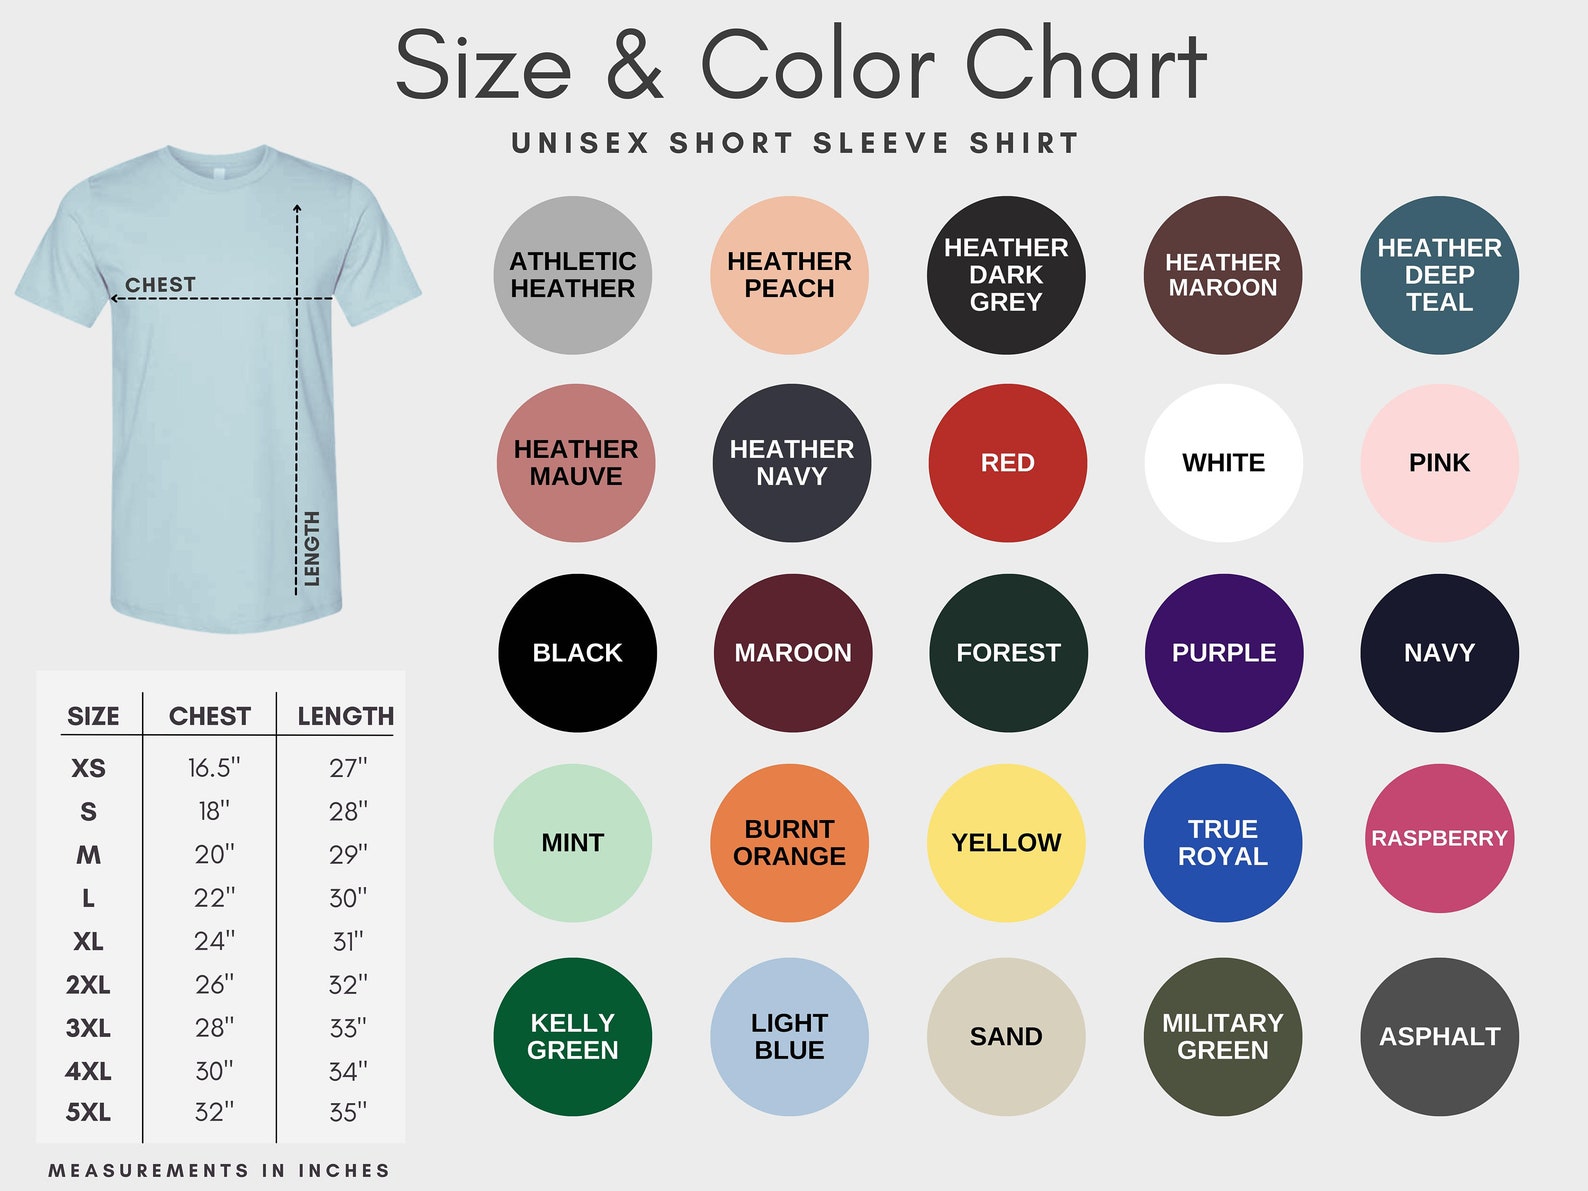 Size & Color Chart
UNISEX SHORT SLEEVE SHIRT
CHEST
LENGTH
ATHLETIC
HEATHER
HEATHER
PEACH
HEATHER
DARK
GREY
HEATHER
MAROON
HEATHER
DEEP
TEAL
HEATHER
MAUVE
HEATHER
NAVY
RED
WHITE
PINK
BLACK
MAROON
FOREST
PURPLE
NAVY
MINT
BURNT
ORANGE
YELLOW
TRUE
ROYAL
RASPBERRY
KELLY
GREEN
LIGHT
BLUE
SAND
MILITARY
GREEN
ASPHALT
SIZE CHEST LENGTH
XS 16.5" 27"
S 18" 28"
M 20" 29"
L 22" 30"
XL 24" 31"
2XL 26" 32"
3XL 28" 33"
4XL 30" 34"
5XL 32" 35"
MEASUREMENTS IN INCHES